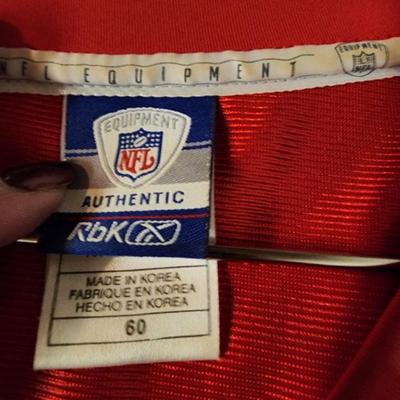 NFL EQUIPMENT
EQUIPMENT
NFL
AUTHENTIC
RbK
MADE IN KOREA
FABRIQUE EN KOREA
HECHO EN KOREA
60